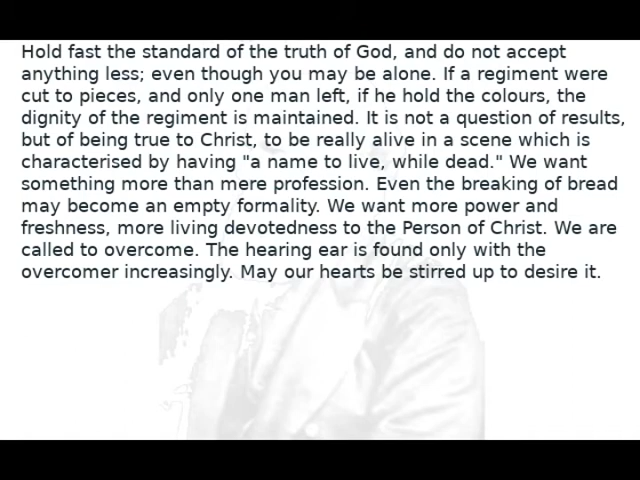 Hold fast the standard of the truth of God, and do not accept
anything less; even though you may be alone. If a regiment were
cut to pieces, and only one man left, if he hold the colours, the
dignity of the regiment is maintained. It is not a question of results,
but of being true to Christ, to be really alive in a scene which is
characterised by having "a name to live, while dead." We want
something more than mere profession. Even the breaking of bread
may become an empty formality. We want more power and
freshness, more living devotedness to the Person of Christ. We are
called to overcome. The hearing ear is found only with the
overcomer increasingly. May our hearts be stirred up to desire it.